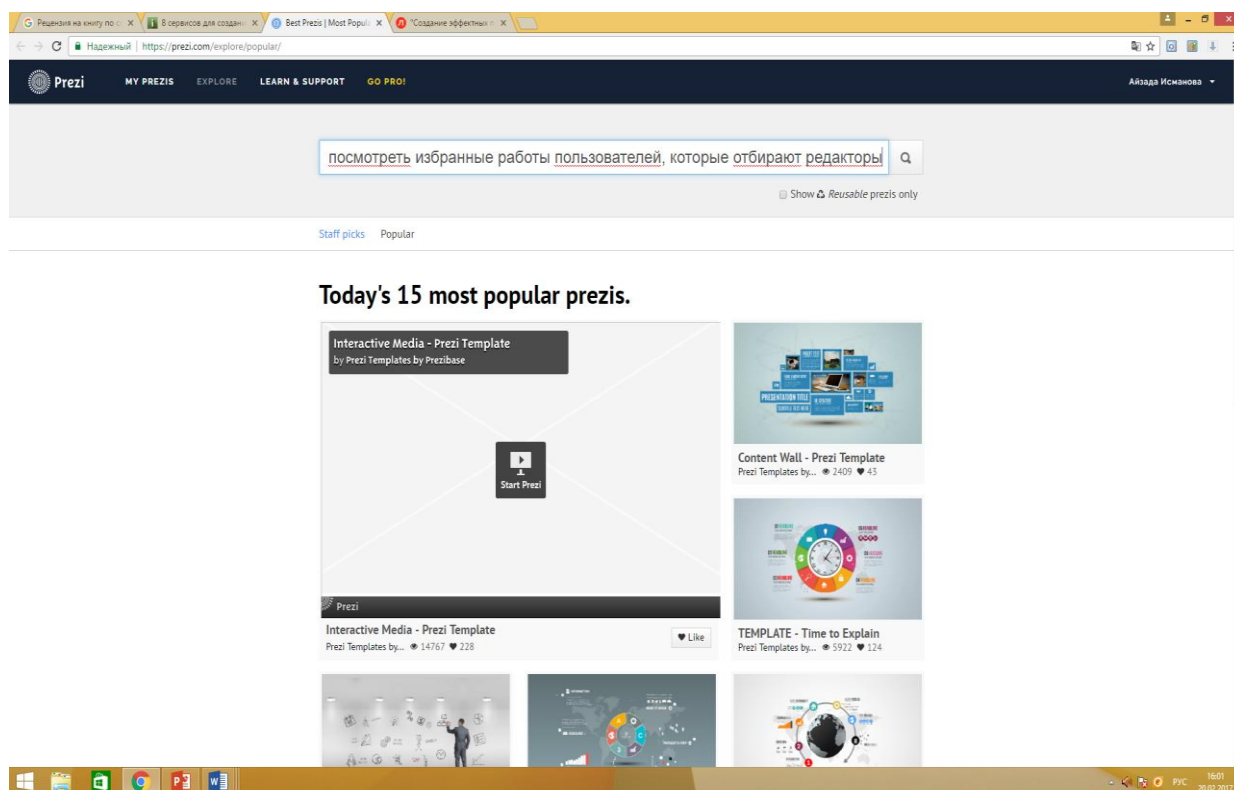 Рецензия на книгу по с
8 сервисов для создани
Best Prezis | Most Popul
"Создание эффектных п
Надежный
https://prezi.com/explore/popular/
Prezi
MY PREZIS
EXPLORE
LEARN & SUPPORT
GO PRO!
Айзада Исманова
посмотреть избранные работы пользователей, которые отбирают редакторы
Show Reusable prezis only
Staff picks
Popular
Today's 15 most popular prezis.
Interactive Media - Prezi Template
by Prezi Templates by Prezibase
Start Prezi
Prezi
Interactive Media - Prezi Template
Prezi Templates by... 14767 228
Like
PRESENTATION TITLE
Content Wall - Prezi Template
Prezi Templates by... 2409 43
TEMPLATE - Time to Explain
Prezi Templates by... 5922 124
РУС
16:01
20.02.2017